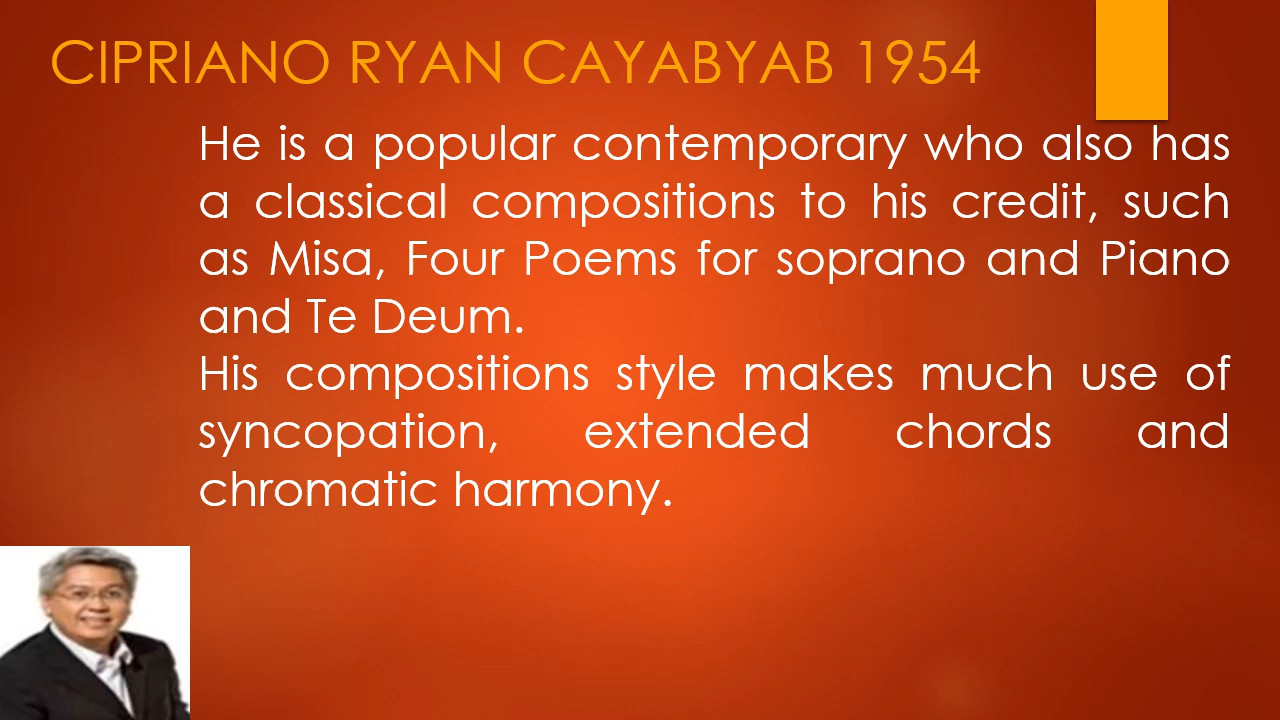 CIPRIANO RYAN CAYABYAB 1954
He is a popular contemporary who also has
a classical compositions to his credit, such
as Misa, Four Poems for soprano and Piano
and Te Deum.
His compositions style makes much use of
syncopation, extended chords and
chromatic harmony.